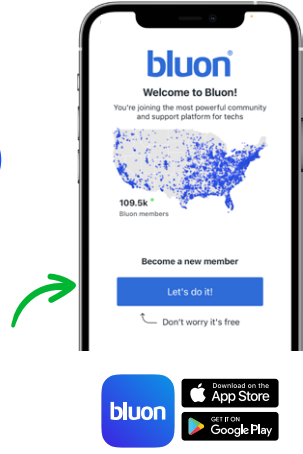 bluon
Welcome to Bluon!
You're joining the most powerful community
and support platform for techs
109.5k
Bluon members
Become a new member
Let's do it!
Don't worry it's free
bluon
Download on the
App Store
GET IT ON
Google Play